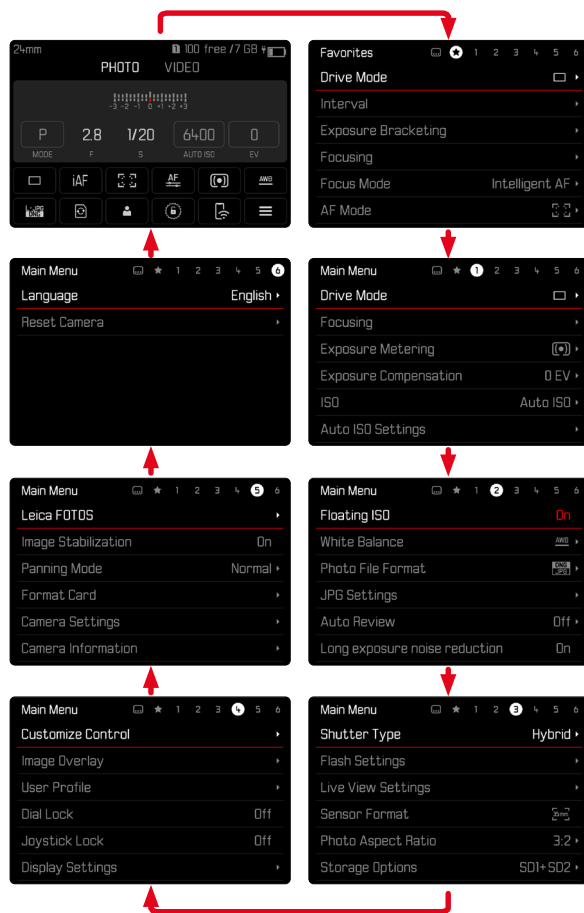 24mm 1 100 free /7 GB
PHOTO VIDEO
-3 -2 -1 0 +1 +2 +3
P 2.8 1/20 6400 0
MODE F S AUTO ISO EV
iAF AF AWB
L-JPG
DNG
Favorites 1 2 3 4 5 6
Drive Mode
Interval
Exposure Bracketing
Focusing
Focus Mode Intelligent AF
AF Mode
Main Menu 1 2 3 4 5 6
Language English
Reset Camera
Main Menu 1 2 3 4 5 6
Drive Mode
Focusing
Exposure Metering
Exposure Compensation 0 EV
ISO Auto ISO
Auto ISO Settings
Main Menu 1 2 3 4 5 6
Leica FOTOS
Image Stabilization On
Panning Mode Normal
Format Card
Camera Settings
Camera Information
Main Menu 1 2 3 4 5 6
Floating ISO On
White Balance AWB
Photo File Format DNG JPG
JPG Settings
Auto Review Off
Long exposure noise reduction On
Main Menu 1 2 3 4 5 6
Customize Control
Image Overlay
User Profile
Dial Lock Off
Joystick Lock Off
Display Settings
Main Menu 1 2 3 4 5 6
Shutter Type Hybrid
Flash Settings
Live View Settings
Sensor Format 35mm
Photo Aspect Ratio 3:2
Storage Options SD1+SD2